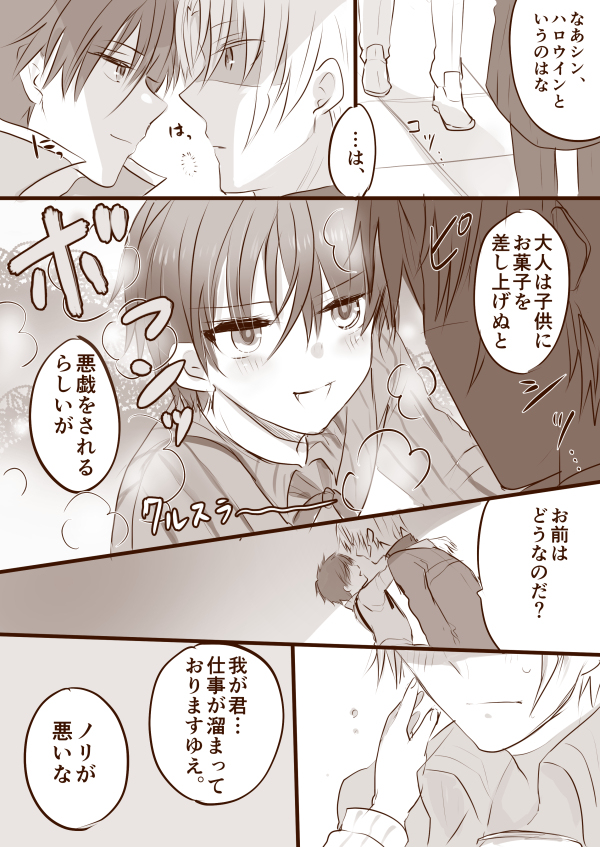 なあシン、
ハロウインと
いうのはな
…は、
は、
ドンッ
大人は子供に
お菓子を
差し上げぬと
ピ
シッ
…
ボ
フンッ
悪戯をされる
らしいが
クルスラ～
お前は
どうなのだ？
我が君…
仕事が溜まって
おりますゆえ。
ノリが
悪いな